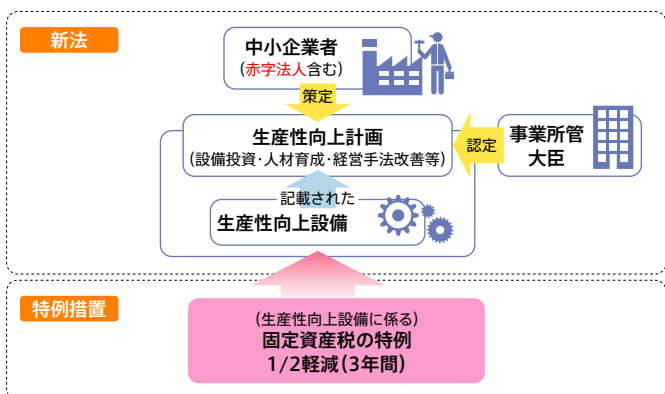 新法
中小企業者
(赤字法人含む)
策定
生産性向上計画
(設備投資・人材育成・経営手法改善等)
認定
事業所管
大臣
記載された
生産性向上設備
特例措置
(生産性向上設備に係る)
固定資産税の特例
1/2軽減(3年間)